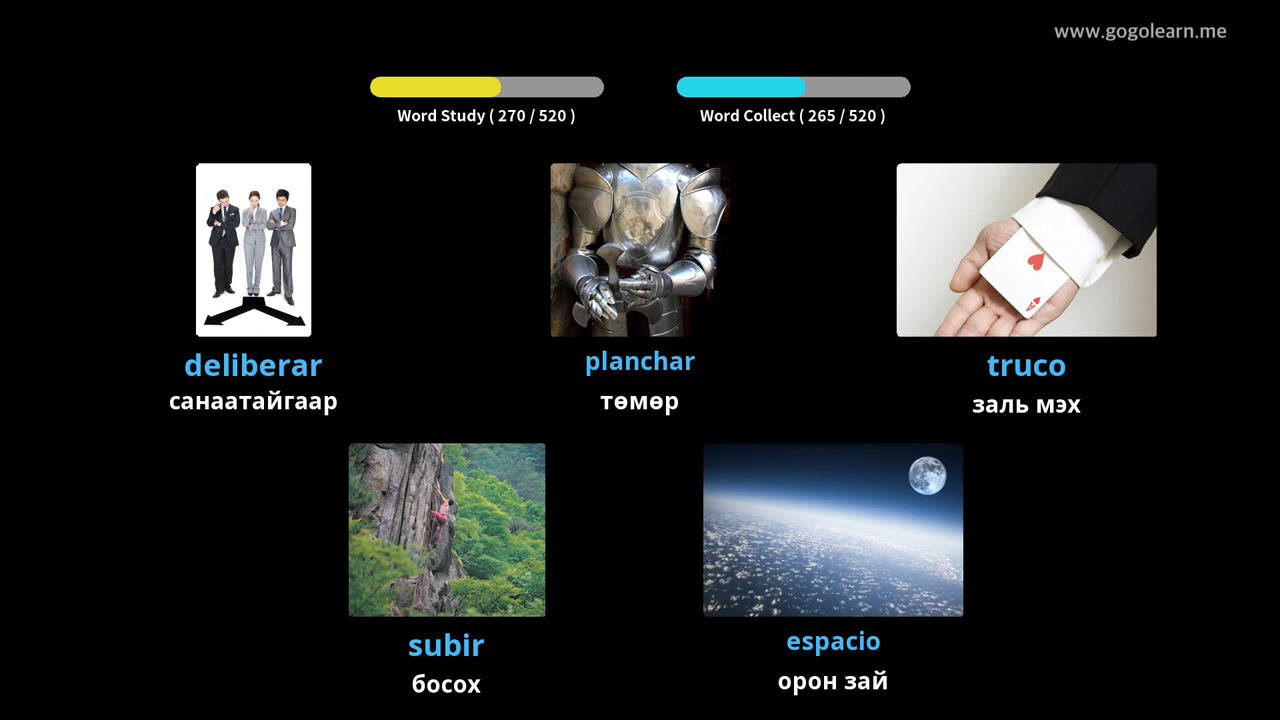 www.gogolearn.me
Word Study ( 270 / 520 )
Word Collect ( 265 / 520 )
deliberar
санаатайгаар
planchar
төмөр
truco
заль мэх
subir
босох
espacio
орон зай